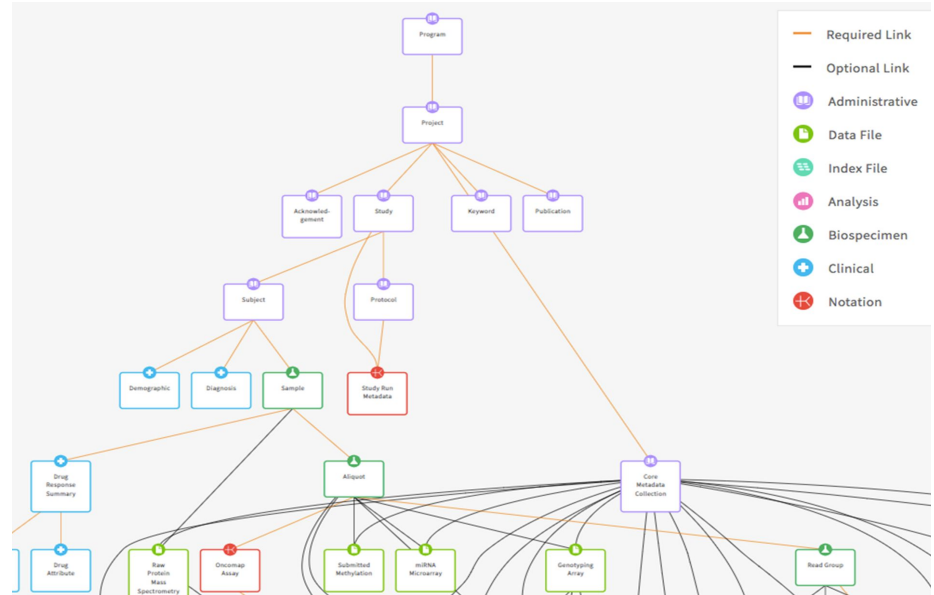 Program
Project
Acknowled-
gement
Study
Keyword
Publication
Subject
Protocol
Demographic
Diagnosis
Sample
Study Run
Metadata
Drug
Response
Summary
Aliquot
Core
Metadata
Collection
Drug
Attribute
Raw
Protein
Mass
Spectrometry
Oncomap
Assay
Submitted
Methylation
miRNA
Microarray
Genotyping
Array
Read Group
Required Link
Optional Link
Administrative
Data File
Index File
Analysis
Biospecimen
Clinical
Notation